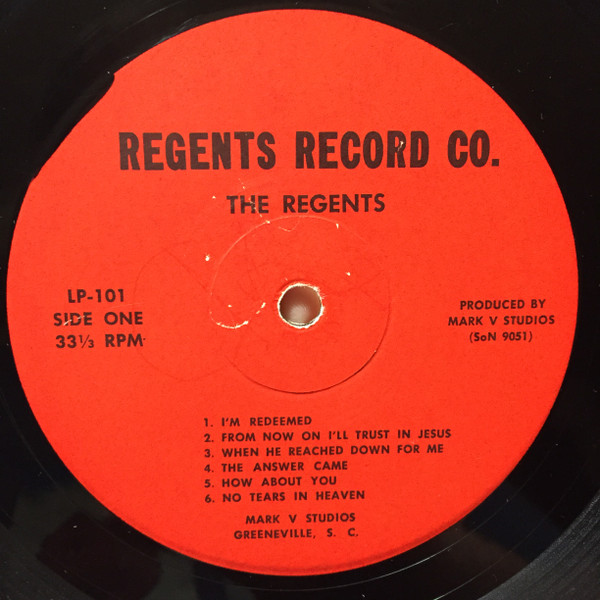 REGENTS RECORD CO.
THE REGENTS
LP-101
SIDE ONE
33⅓ RPM
PRODUCED BY
MARK V STUDIOS
(SoN 9051)
1. I'M REDEEMED
2. FROM NOW ON I'LL TRUST IN JESUS
3. WHEN HE REACHED DOWN FOR ME
4. THE ANSWER CAME
5. HOW ABOUT YOU
6. NO TEARS IN HEAVEN
MARK V STUDIOS
GREENEVILLE, S. C.